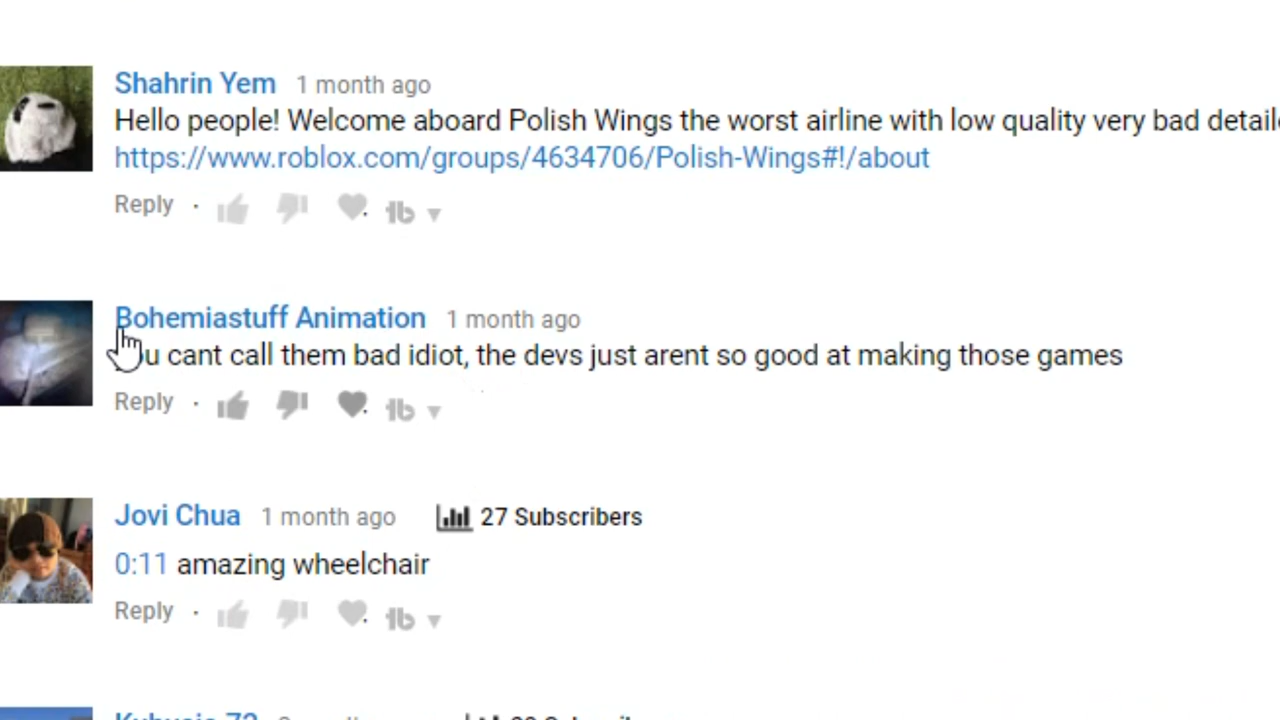 Shahrin Yem 1 month ago
Hello people! Welcome aboard Polish Wings the worst airline with low quality very bad detail
https://www.roblox.com/groups/4634706/Polish-Wings#!/about
Reply
Bohemiastuff Animation 1 month ago
u cant call them bad idiot, the devs just arent so good at making those games
Reply
Jovi Chua 1 month ago 27 Subscribers
0:11 amazing wheelchair
Reply